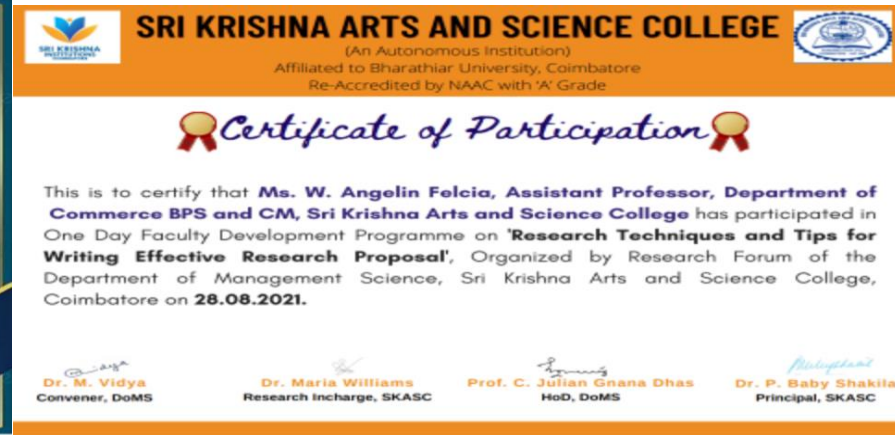 SRI KRISHNA ARTS AND SCIENCE COLLEGE
(An Autonomous Institution)
Affiliated to Bharathiar University, Coimbatore
Re-Accredited by NAAC with 'A' Grade
SRI KRISHNA
INSTITUTIONS
Certificate of Participation
This is to certify that Ms. W. Angelin Felcia, Assistant Professor, Department of
Commerce BPS and CM, Sri Krishna Arts and Science College has participated in
One Day Faculty Development Programme on 'Research Techniques and Tips for
Writing Effective Research Proposal', Organized by Research Forum of the
Department of Management Science, Sri Krishna Arts and Science College,
Coimbatore on 28.08.2021.
Dr. M. Vidya
Convener, DoMS
Dr. Maria Williams
Research Incharge, SKASC
Prof. C. Julian Gnana Dhas
HoD, DoMS
Dr. P. Baby Shakila
Principal, SKASC